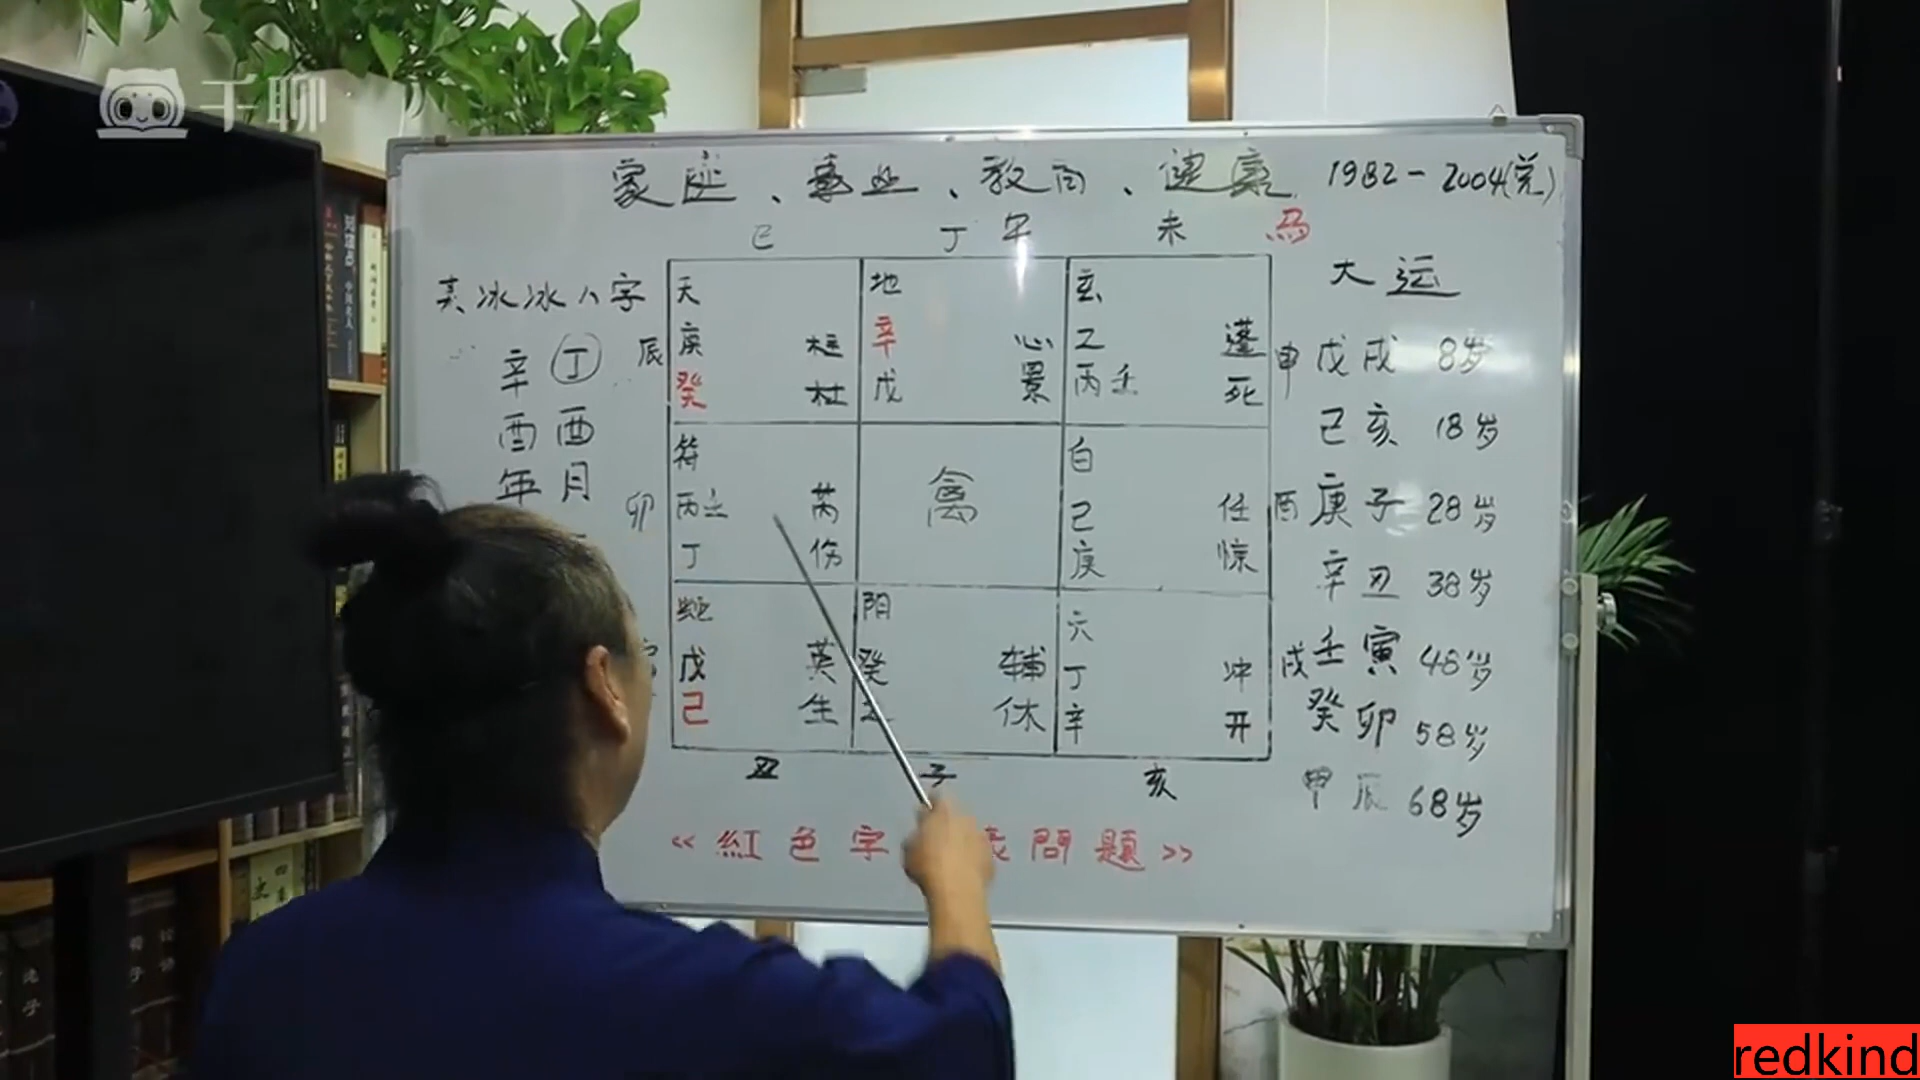 千聊
家庭、事业、教育、健康 1982-2004(党)
巳 丁 午 未 馬
吴冰冰八字
辛 丁
酉 酉
年 月
辰 卯
天 庚 癸 柱 杜
地 辛 戊 心 景
玄 乙 丙壬 蓬 死
符 丙壬 丁 芮 伤
禽
白 己 庚 任 惊
蛇 戊 己 英 生
阴 癸 辅 休
六 丁 辛 冲 开
申 酉 戌
丑 子 亥
大运
戊戌 8岁
己亥 18岁
庚子 28岁
辛丑 38岁
壬寅 48岁
癸卯 58岁
甲辰 68岁
《紅色字 表問題》
redkind